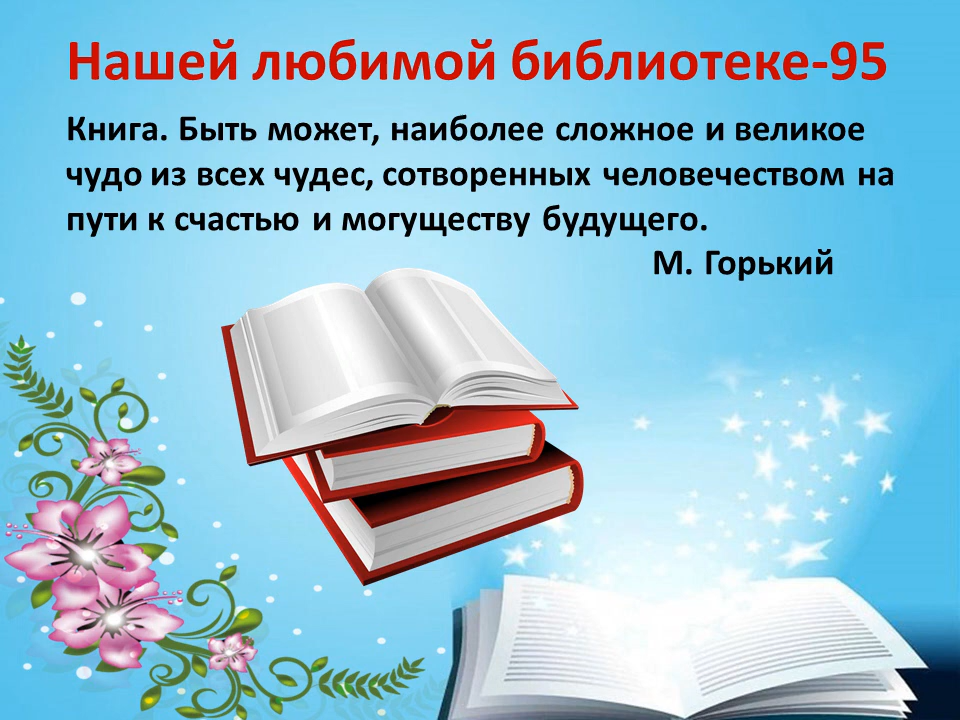 Нашей любимой библиотеке-95
Книга. Быть может, наиболее сложное и великое
чудо из всех чудес, сотворенных человечеством на
пути к счастью и могуществу будущего.
М. Горький